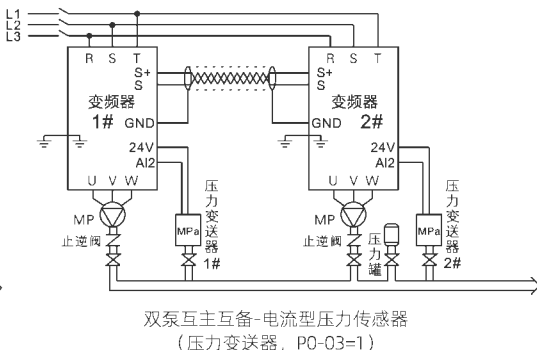 L1
L2
L3
R S T
R S T
S+
S
S+
S
变频器
1#
变频器
2#
GND
GND
24V
AI2
24V
AI2
U V W
U V W
MP
MP
止逆阀
止逆阀
MPa
压力变送器
1#
压力罐
MPa
压力变送器
2#
双泵互主互备-电流型压力传感器
(压力变送器，P0-03=1)